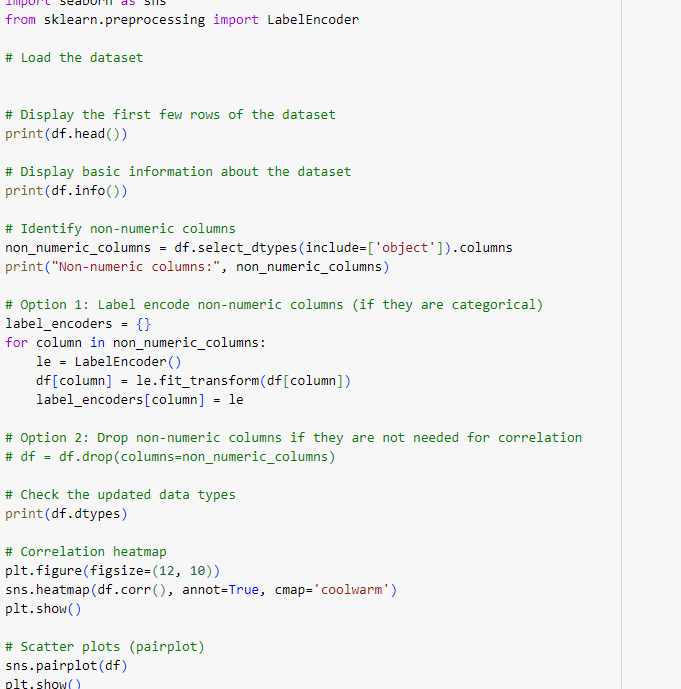 import seaborn as sns
from sklearn.preprocessing import LabelEncoder
# Load the dataset
# Display the first few rows of the dataset
print(df.head())
# Display basic information about the dataset
print(df.info())
# Identify non-numeric columns
non_numeric_columns = df.select_dtypes(include=['object']).columns
print("Non-numeric columns:", non_numeric_columns)
# Option 1: Label encode non-numeric columns (if they are categorical)
label_encoders = {}
for column in non_numeric_columns:
    le = LabelEncoder()
    df[column] = le.fit_transform(df[column])
    label_encoders[column] = le
# Option 2: Drop non-numeric columns if they are not needed for correlation
# df = df.drop(columns=non_numeric_columns)
# Check the updated data types
print(df.dtypes)
# Correlation heatmap
plt.figure(figsize=(12, 10))
sns.heatmap(df.corr(), annot=True, cmap='coolwarm')
plt.show()
# Scatter plots (pairplot)
sns.pairplot(df)
plt.show()